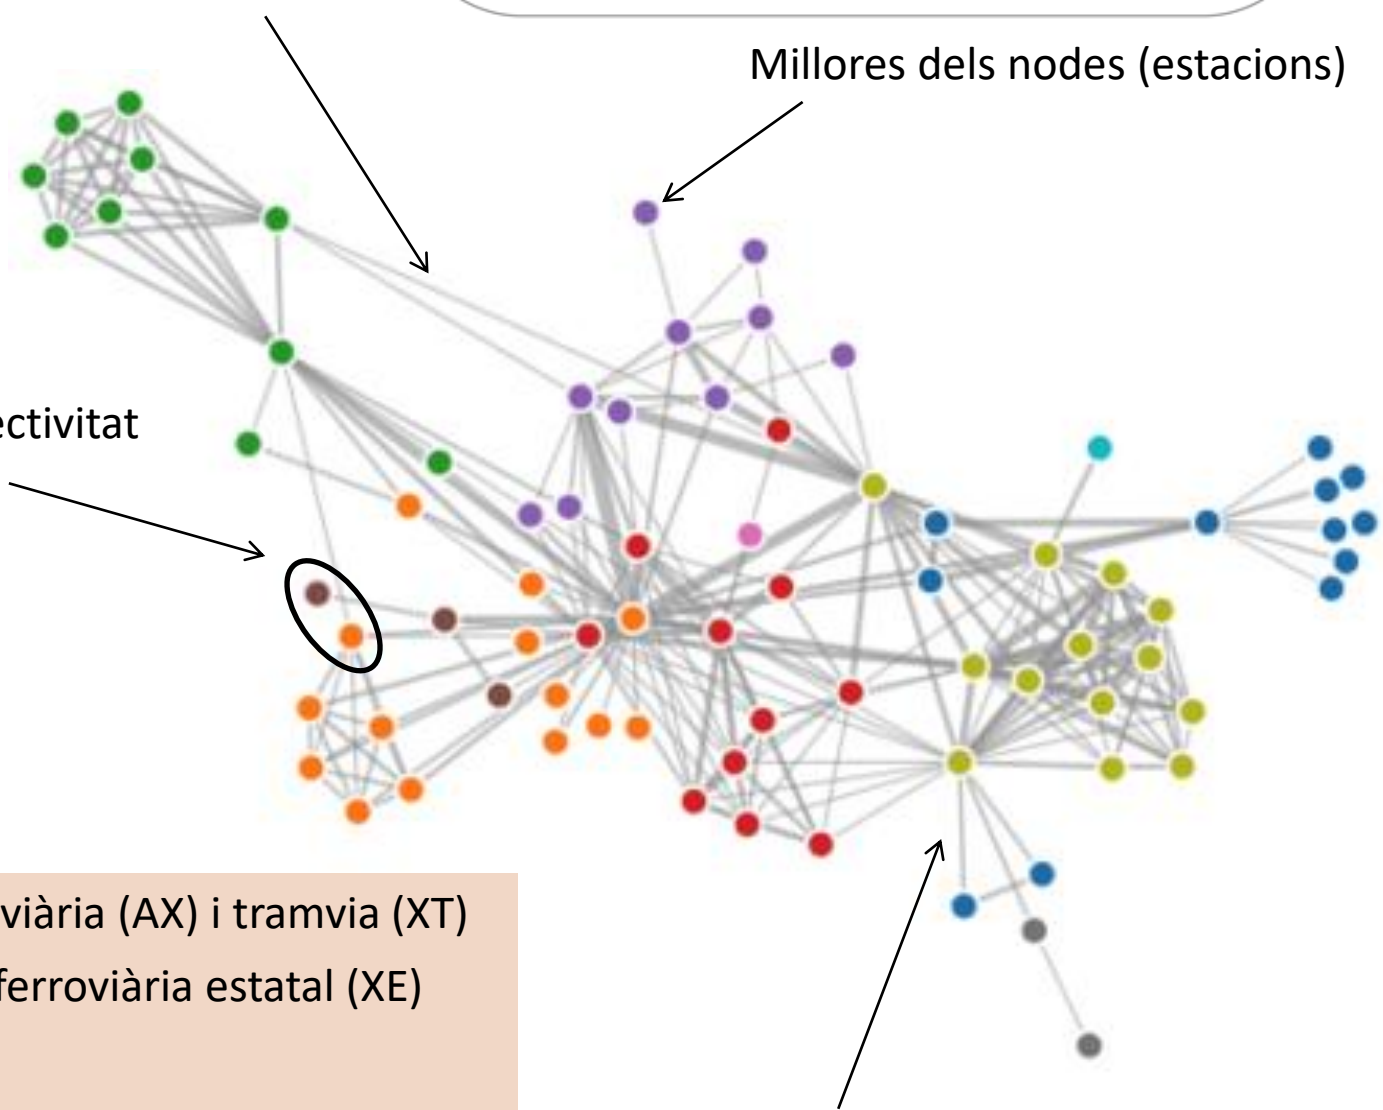 Millores dels nodes (estacions)
ectivitat
viària (AX) i tramvia (XT)
ferroviària estatal (XE)